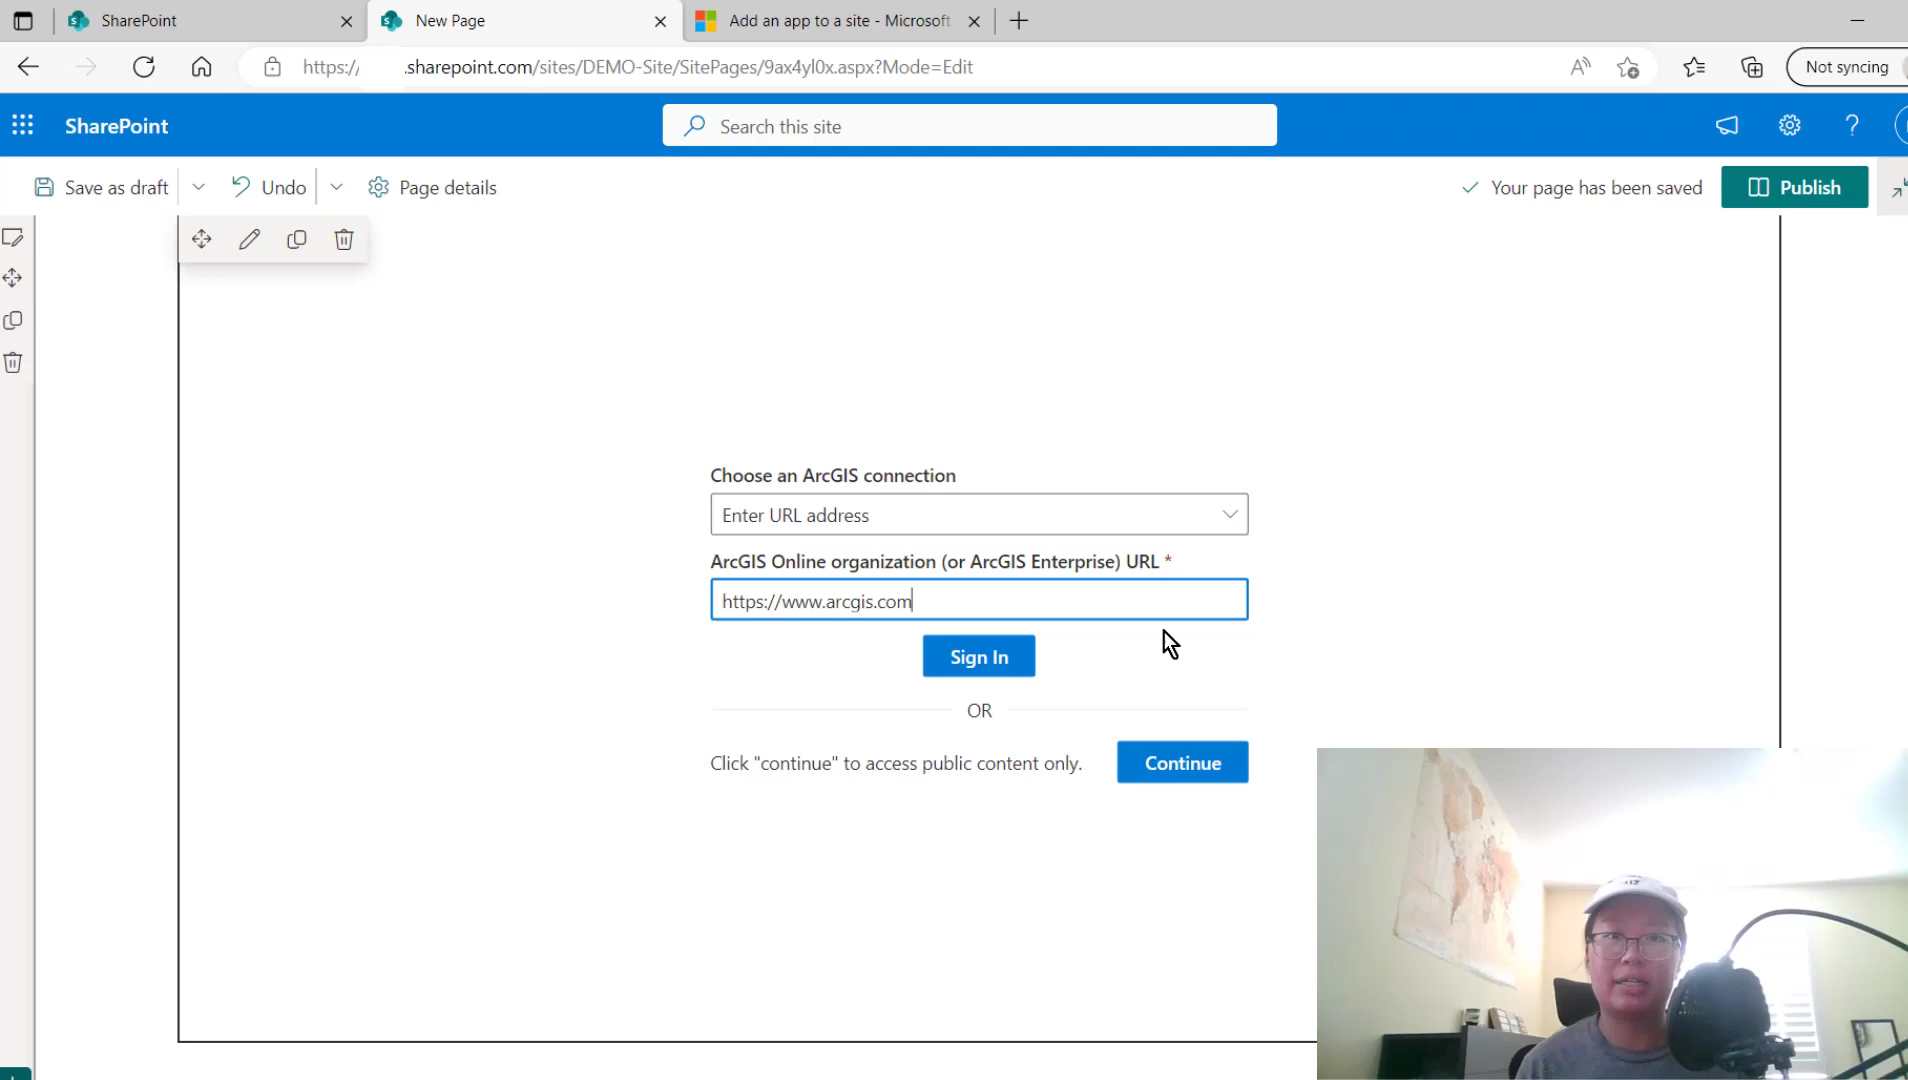 SharePoint
New Page
Add an app to a site - Microsoft
https://
.sharepoint.com/sites/DEMO-Site/SitePages/9ax4yl0x.aspx?Mode=Edit
Not syncing
SharePoint
Search this site
Save as draft
Undo
Page details
Your page has been saved
Publish
Choose an ArcGIS connection
Enter URL address
ArcGIS Online organization (or ArcGIS Enterprise) URL *
https://www.arcgis.com
Sign In
OR
Click "continue" to access public content only.
Continue